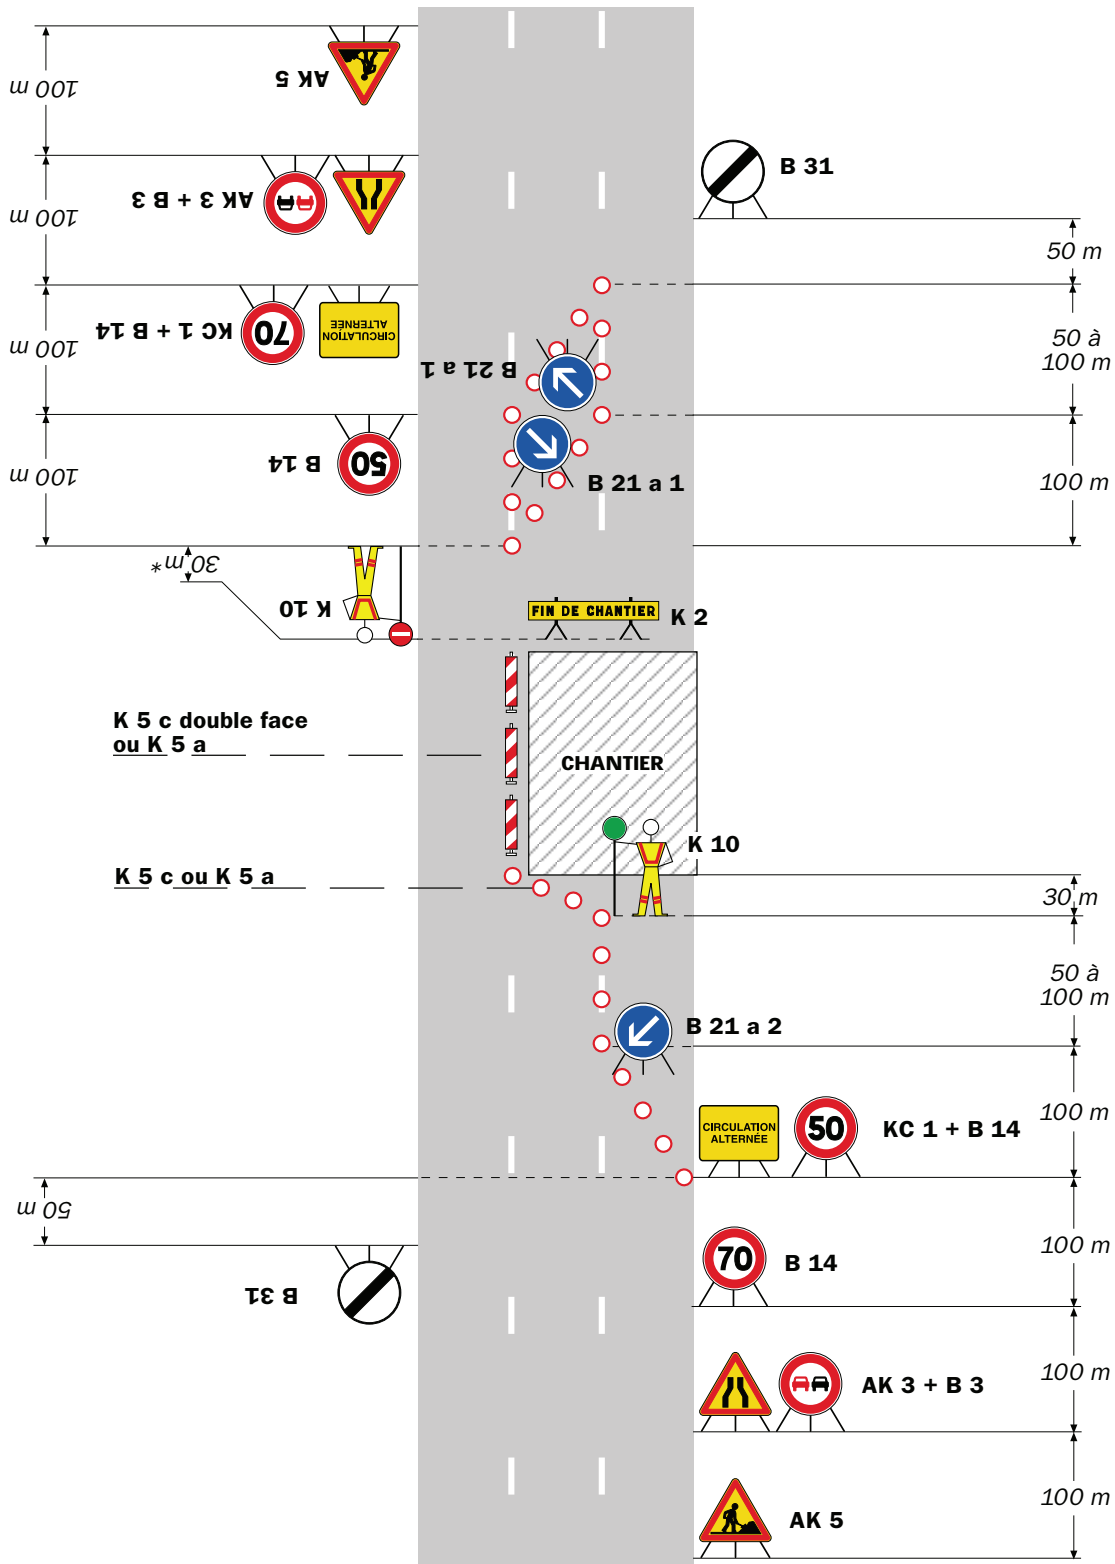 100 m
AK 5
100 m
AK 3 + B 3
B 31
50 m
100 m
KC 1 + B 14
70
CIRCULATION
ALTERNÉE
50 à
100 m
B 21 a 1
100 m
B 14
50
B 21 a 1
100 m
30 m*
K 10
FIN DE CHANTIER
K 2
K 5 c double face
ou K 5 a
CHANTIER
K 10
K 5 c ou K 5 a
30 m
50 à
100 m
B 21 a 2
CIRCULATION
ALTERNÉE
50
KC 1 + B 14
100 m
50 m
B 31
70
B 14
100 m
AK 3 + B 3
100 m
AK 5
100 m